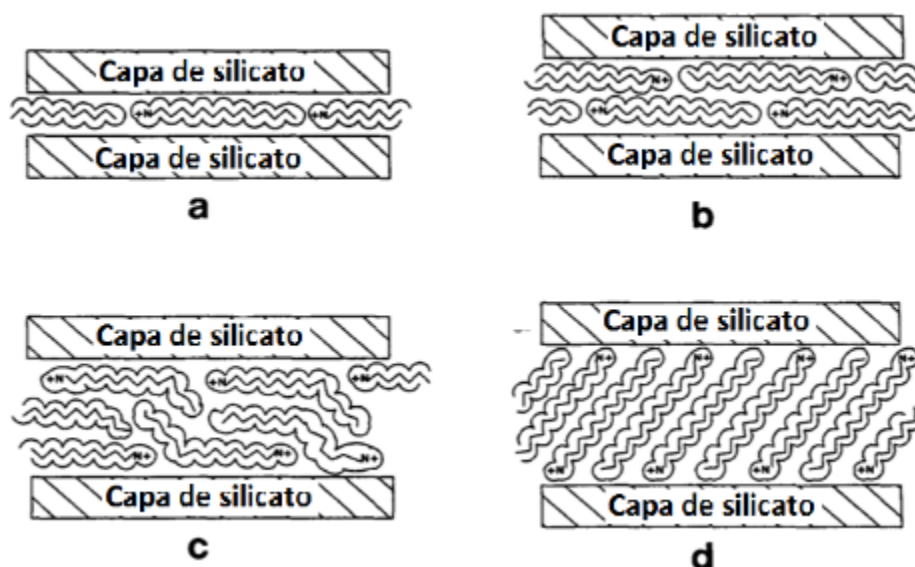 Capa de silicato
+N +N
Capa de silicato
a
Capa de silicato
N+ N+
+N +N
Capa de silicato
b
Capa de silicato
+N +N +N
N+ N+ N+
Capa de silicato
c
Capa de silicato
N+ N+ N+ N+
+N +N +N +N
Capa de silicato
d